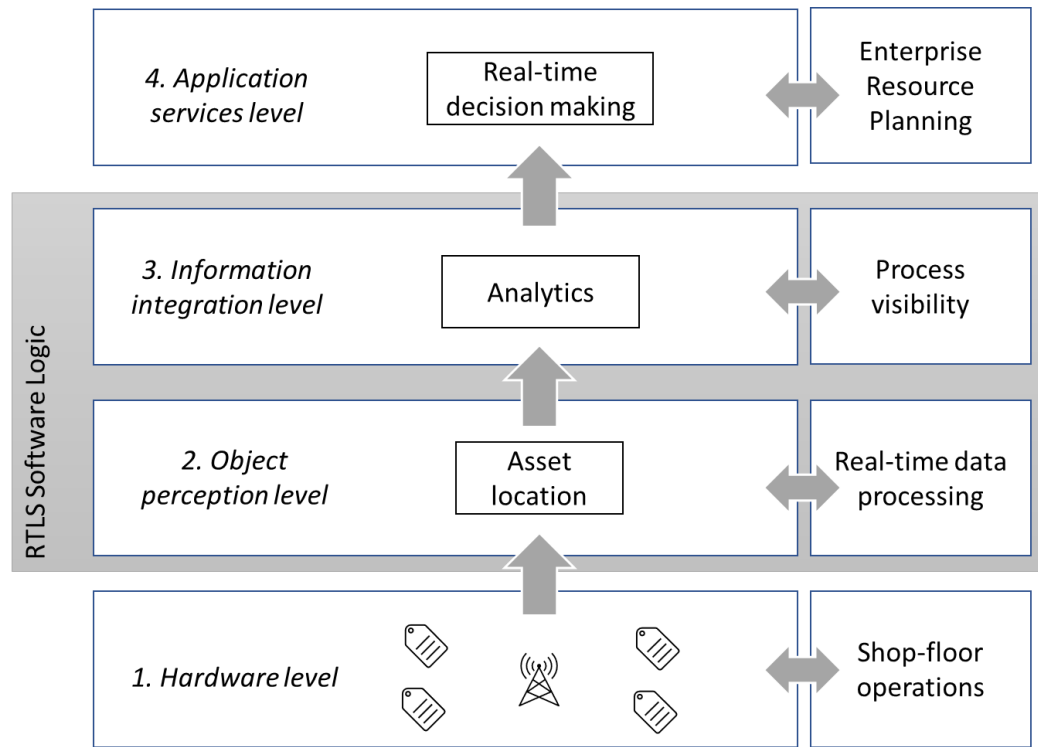 4. Application
services level
Real-time
decision making
Enterprise
Resource
Planning
RTLS Software Logic
3. Information
integration level
Analytics
Process
visibility
2. Object
perception level
Asset
location
Real-time data
processing
1. Hardware level
Shop-floor
operations